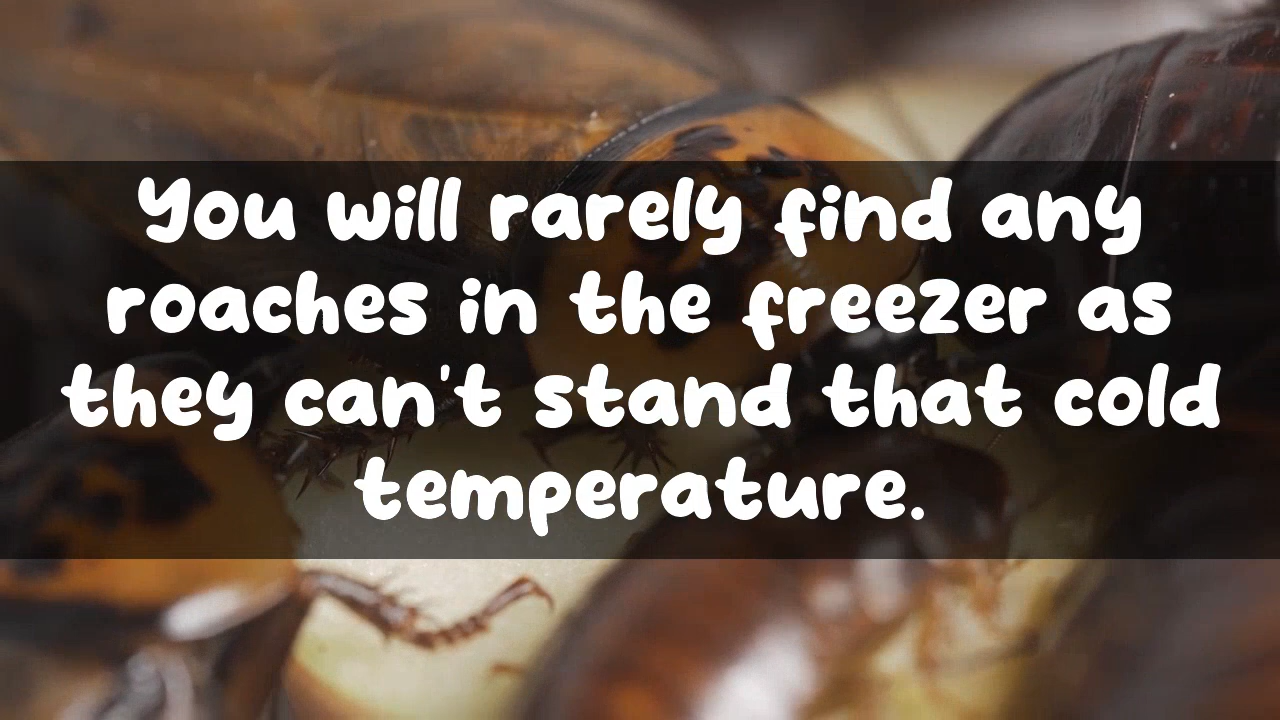 You will rarely find any
roaches in the freezer as
they can't stand that cold
temperature.